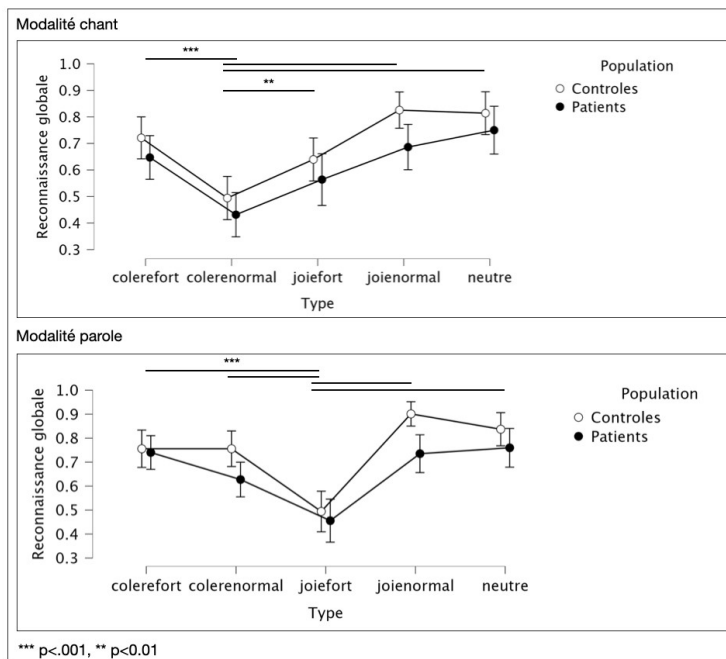 Modalité chant
***
**
1.0
0.9
0.8
0.7
0.6
0.5
0.4
0.3
Reconnaissance globale
Population
Controles
Patients
colerefort colerenormal joiefort joienormal neutre
Type
Modalité parole
***
1.0
0.9
0.8
0.7
0.6
0.5
0.4
0.3
Reconnaissance globale
Population
Controles
Patients
colerefort colerenormal joiefort joienormal neutre
Type
*** p<.001, ** p<0.01